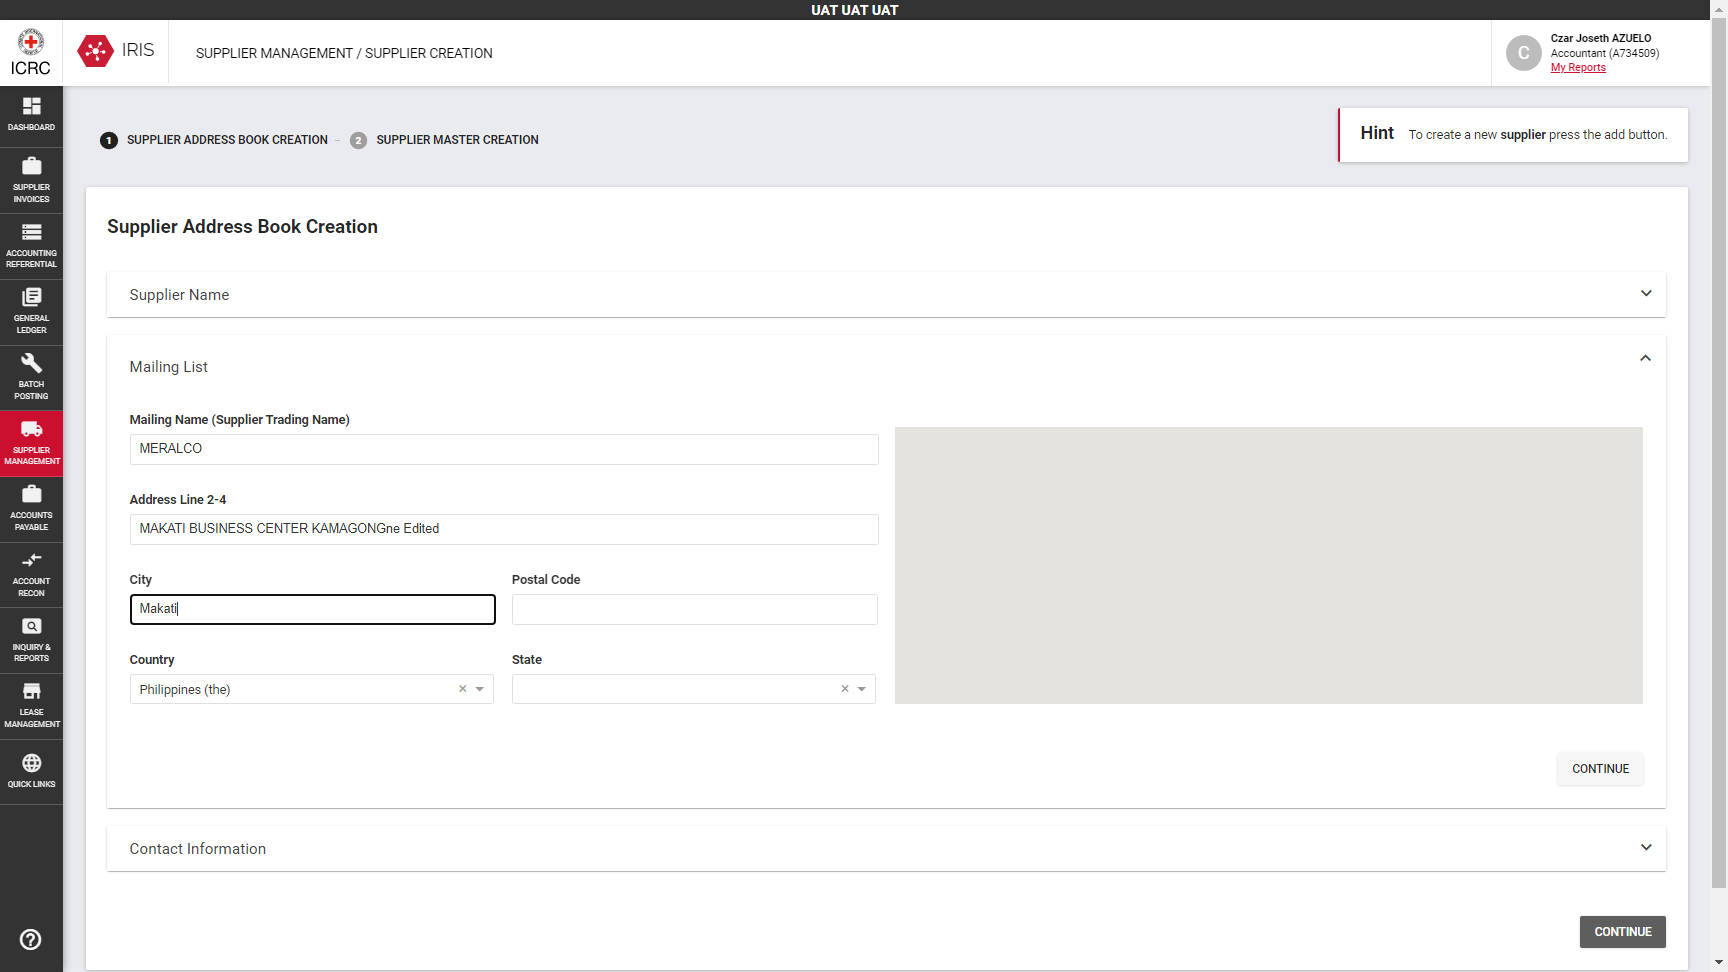 UAT UAT UAT
ICRC
IRIS
SUPPLIER MANAGEMENT / SUPPLIER CREATION
C
Czar Joseth AZUELO
Accountant (A734509)
My Reports
DASHBOARD
SUPPLIER
INVOICES
ACCOUNTING
REFERENTIAL
GENERAL
LEDGER
BATCH
POSTING
SUPPLIER
MANAGEMENT
ACCOUNTS
PAYABLE
ACCOUNT
RECON
INQUIRY &
REPORTS
LEASE
MANAGEMENT
QUICK LINKS
1 SUPPLIER ADDRESS BOOK CREATION – 2 SUPPLIER MASTER CREATION
Hint To create a new supplier press the add button.
Supplier Address Book Creation
Supplier Name
Mailing List
Mailing Name (Supplier Trading Name)
MERALCO
Address Line 2-4
MAKATI BUSINESS CENTER KAMAGONGne Edited
City
Makati
Postal Code
Country
Philippines (the)
State
CONTINUE
Contact Information
CONTINUE